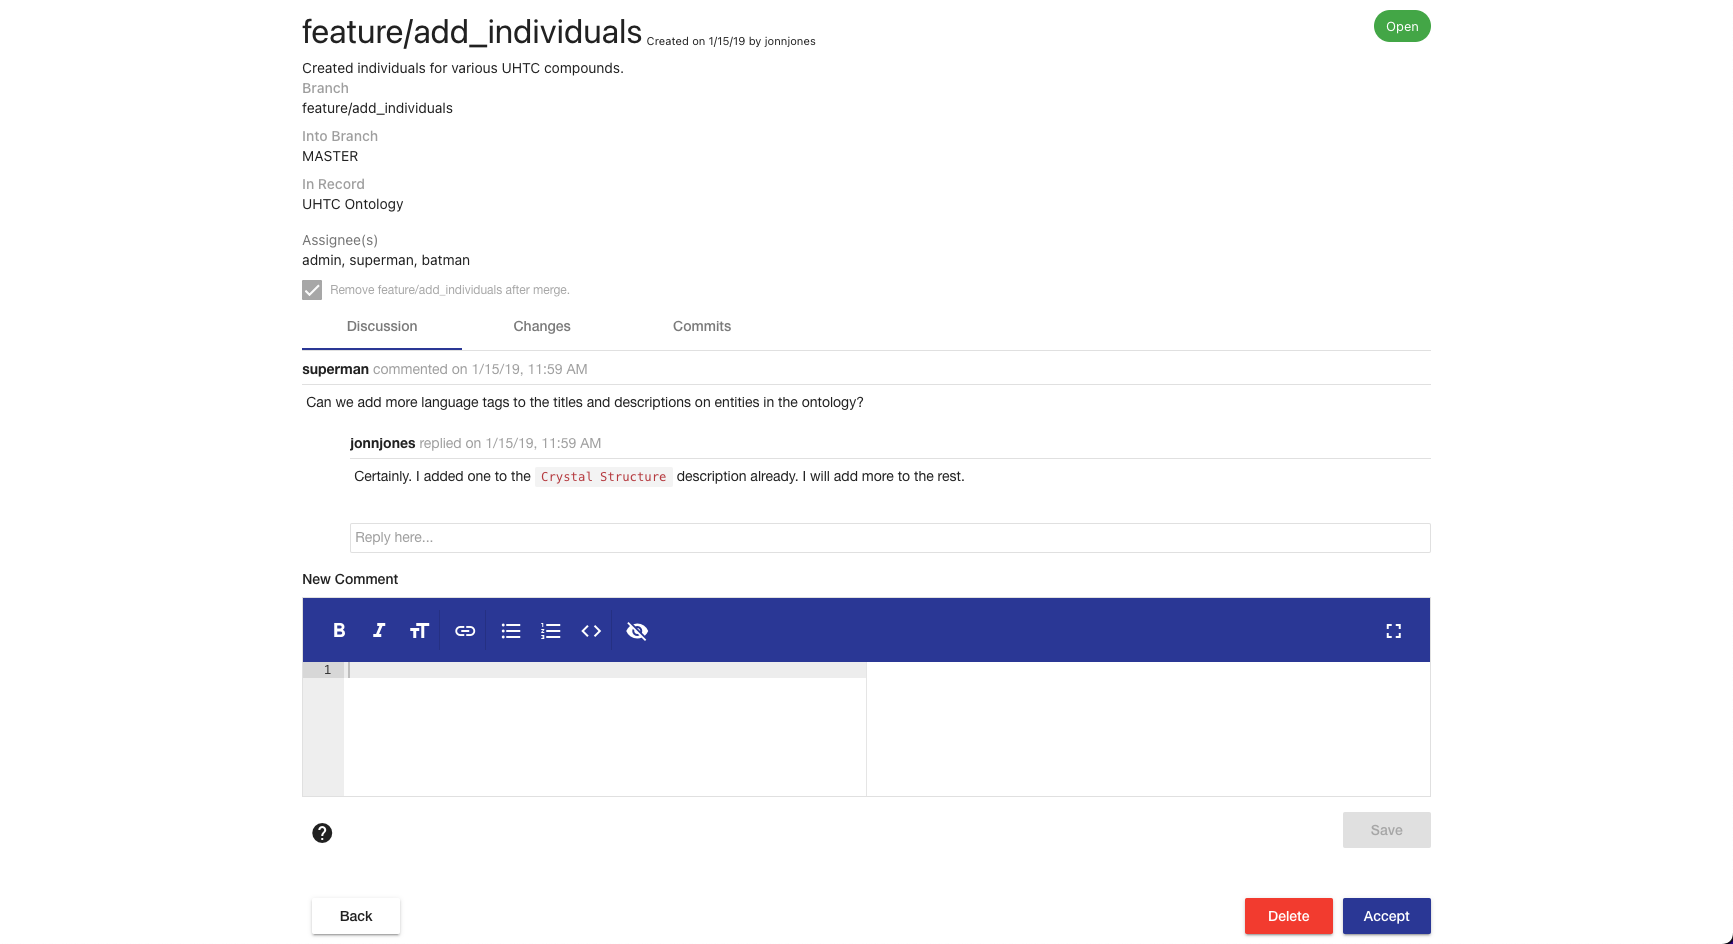 feature/add_individuals Created on 1/15/19 by jonnjones
Open
Created individuals for various UHTC compounds.
Branch
feature/add_individuals
Into Branch
MASTER
In Record
UHTC Ontology
Assignee(s)
admin, superman, batman
Remove feature/add_individuals after merge.
Discussion Changes Commits
superman commented on 1/15/19, 11:59 AM
Can we add more language tags to the titles and descriptions on entities in the ontology?
jonnjones replied on 1/15/19, 11:59 AM
Certainly. I added one to the Crystal Structure description already. I will add more to the rest.
Reply here...
New Comment
1
Save
Back Delete Accept